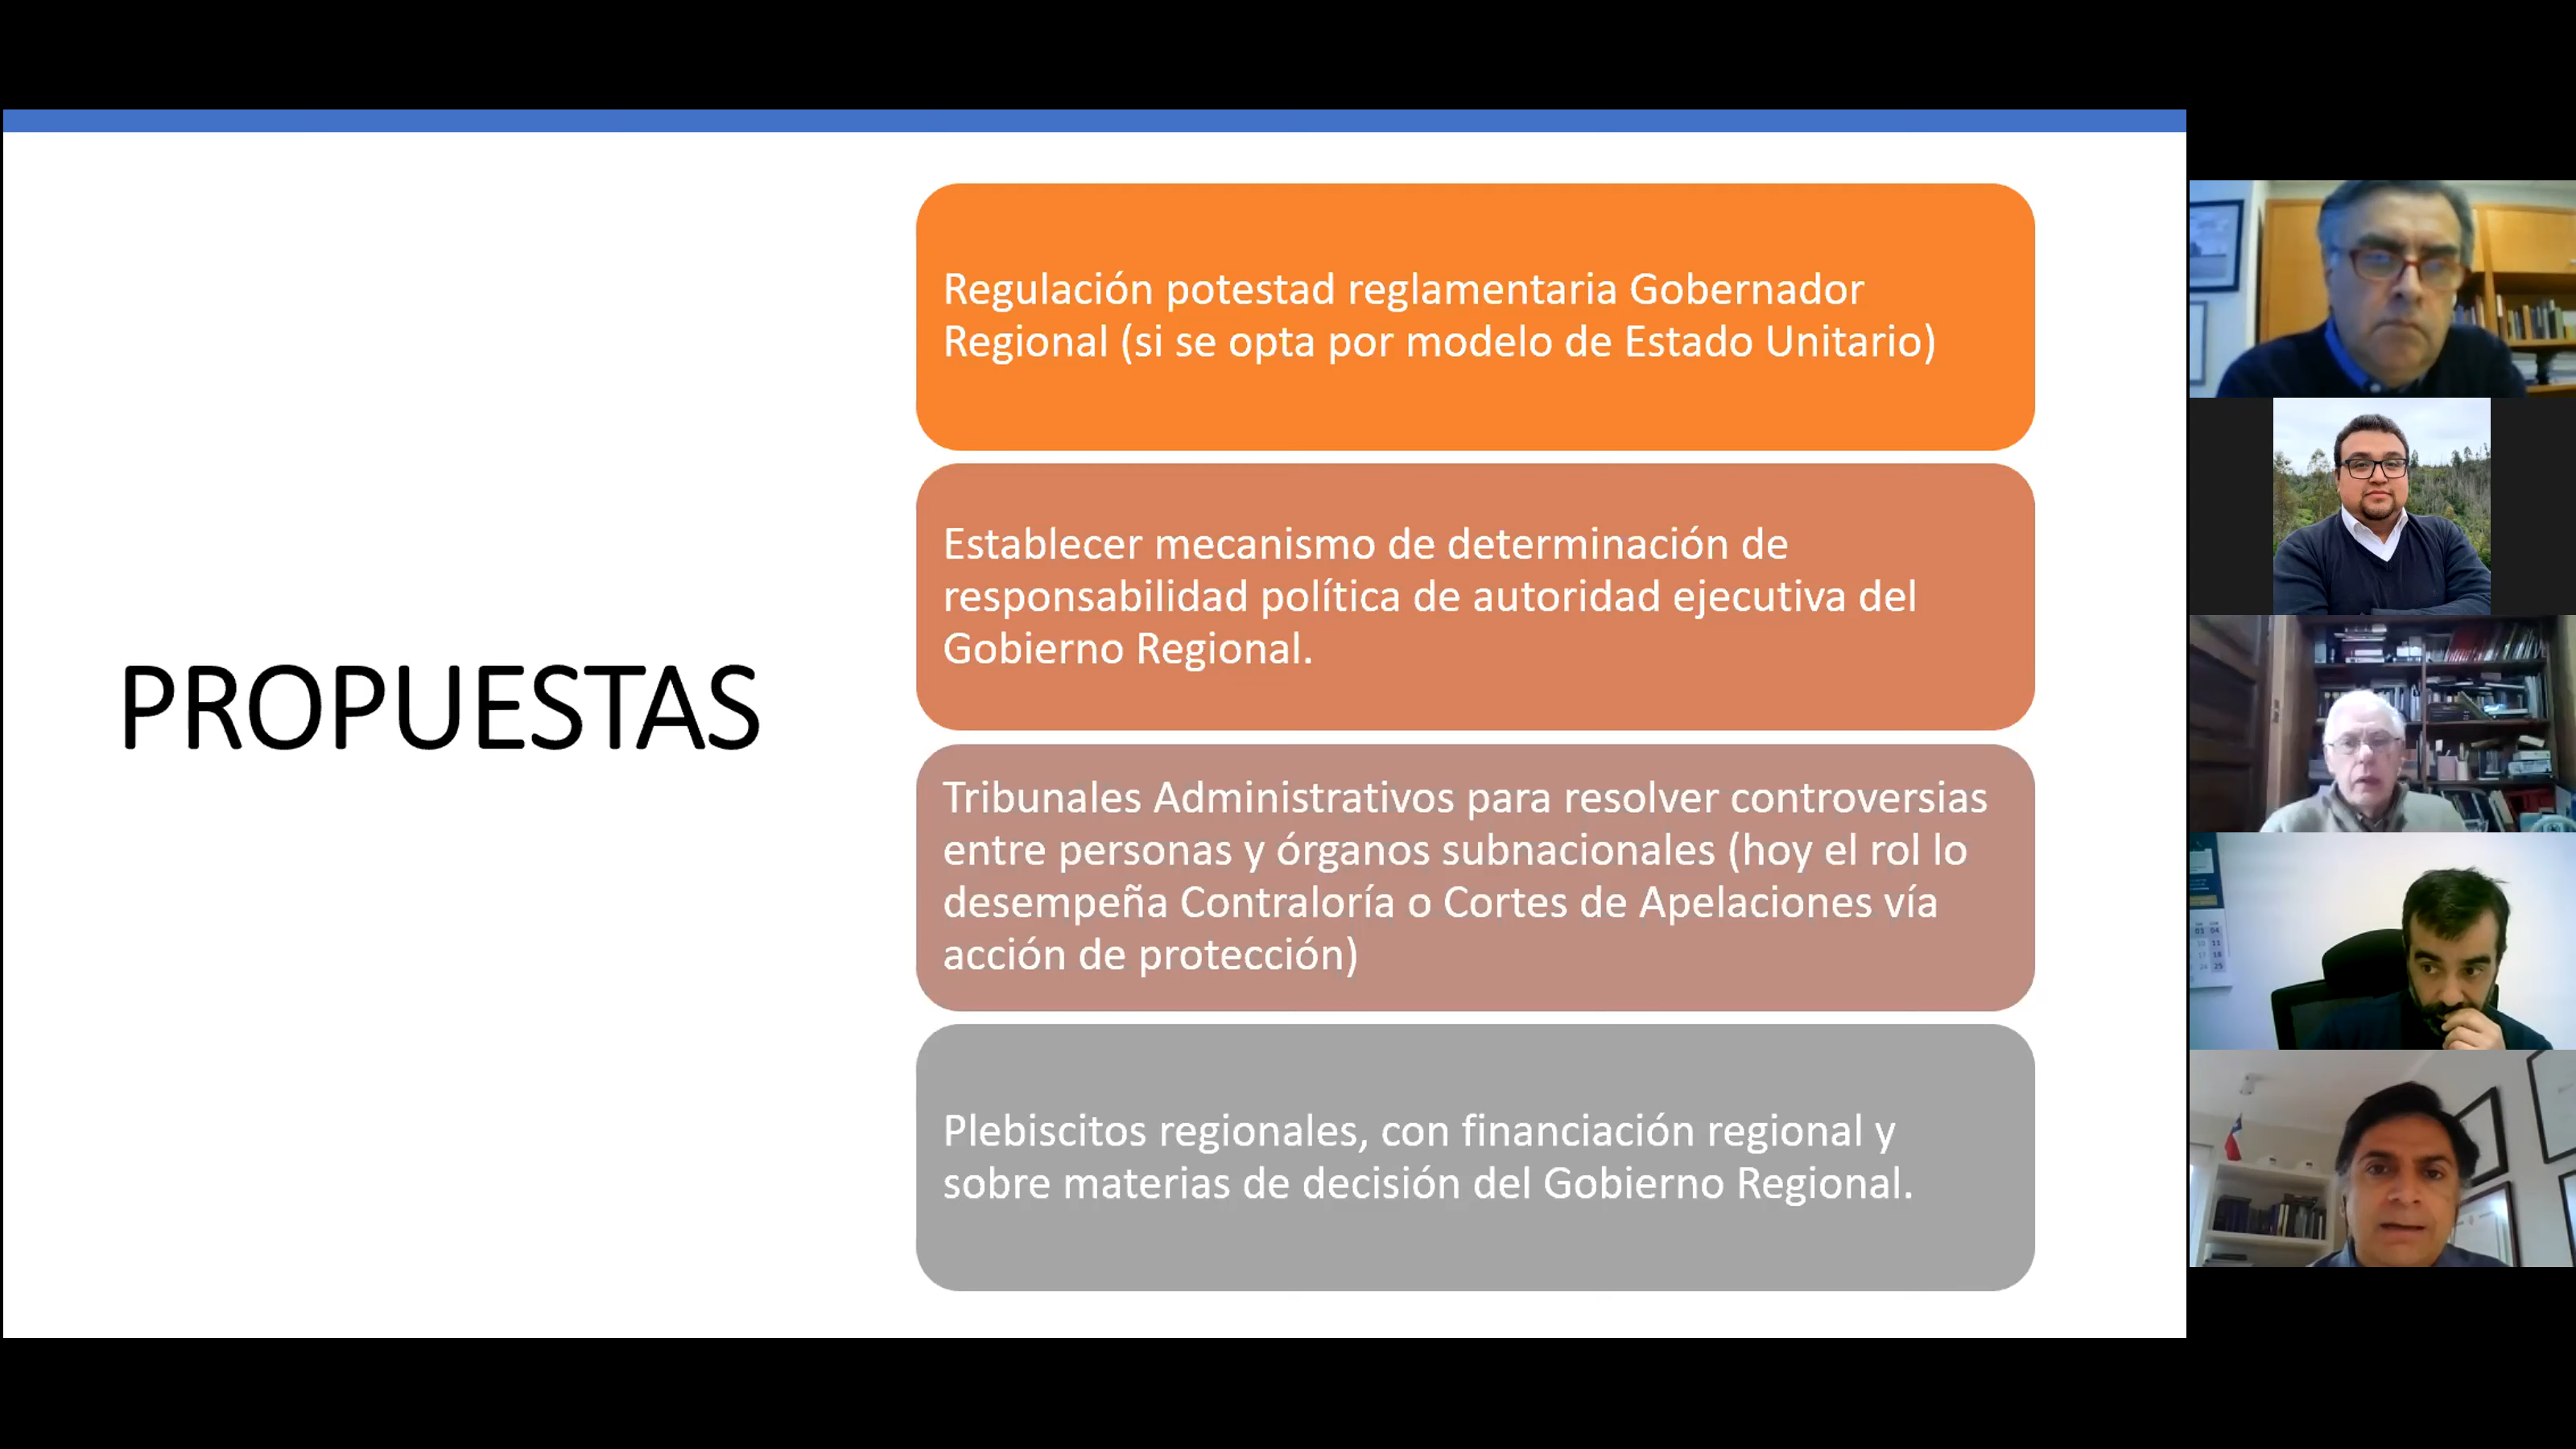 PROPUESTAS
Regulación potestad reglamentaria Gobernador
Regional (si se opta por modelo de Estado Unitario)
Establecer mecanismo de determinación de
responsabilidad política de autoridad ejecutiva del
Gobierno Regional.
Tribunales Administrativos para resolver controversias
entre personas y órganos subnacionales (hoy el rol lo
desempeña Contraloría o Cortes de Apelaciones vía
acción de protección)
Plebiscitos regionales, con financiación regional y
sobre materias de decisión del Gobierno Regional.